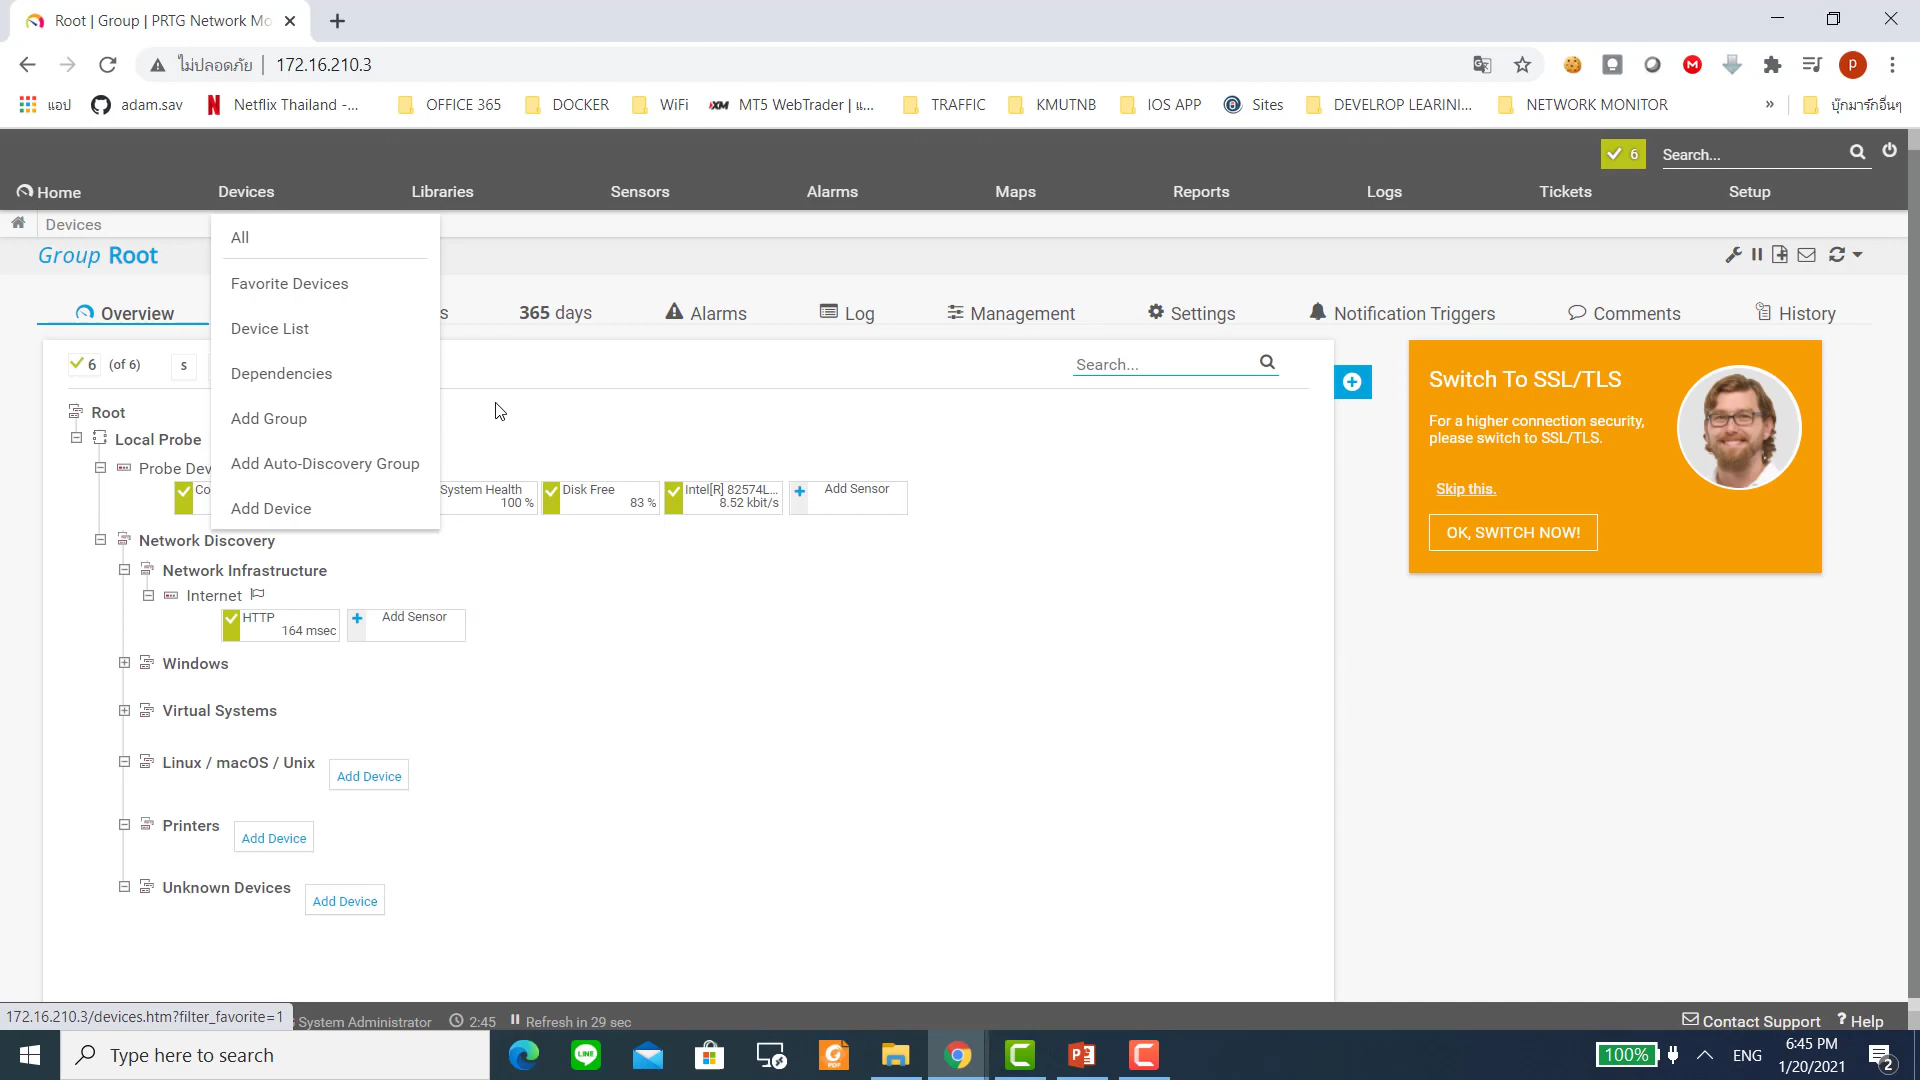 Root | Group | PRTG Network Mo
ไม่ปลอดภัย | 172.16.210.3
แอป adam.sav Netflix Thailand -... OFFICE 365 DOCKER WiFi XM MT5 WebTrader | แ... TRAFFIC KMUTNB IOS APP Sites DEVELROP LEARINI... NETWORK MONITOR » บุ๊กมาร์กอื่นๆ
6 Search...
Home Devices Libraries Sensors Alarms Maps Reports Logs Tickets Setup
Devices
Group Root
All
Favorite Devices
Device List
Dependencies
Add Group
Add Auto-Discovery Group
Add Device
Overview s 365 days Alarms Log Management Settings Notification Triggers Comments History
6 (of 6) s Search...
Root
Local Probe
Probe Dev
Co System Health 100 % Disk Free 83 % Intel[R] 82574L... 8.52 kbit/s Add Sensor
Network Discovery
Network Infrastructure
Internet
HTTP 164 msec Add Sensor
Windows
Virtual Systems
Linux / macOS / Unix Add Device
Printers Add Device
Unknown Devices Add Device
Switch To SSL/TLS
For a higher connection security,
please switch to SSL/TLS.
Skip this.
OK, SWITCH NOW!
172.16.210.3/devices.htm?filter_favorite=1 System Administrator 2:45 Refresh in 29 sec Contact Support ? Help
Type here to search LINE PDF 100% ENG 6:45 PM
1/20/2021 2